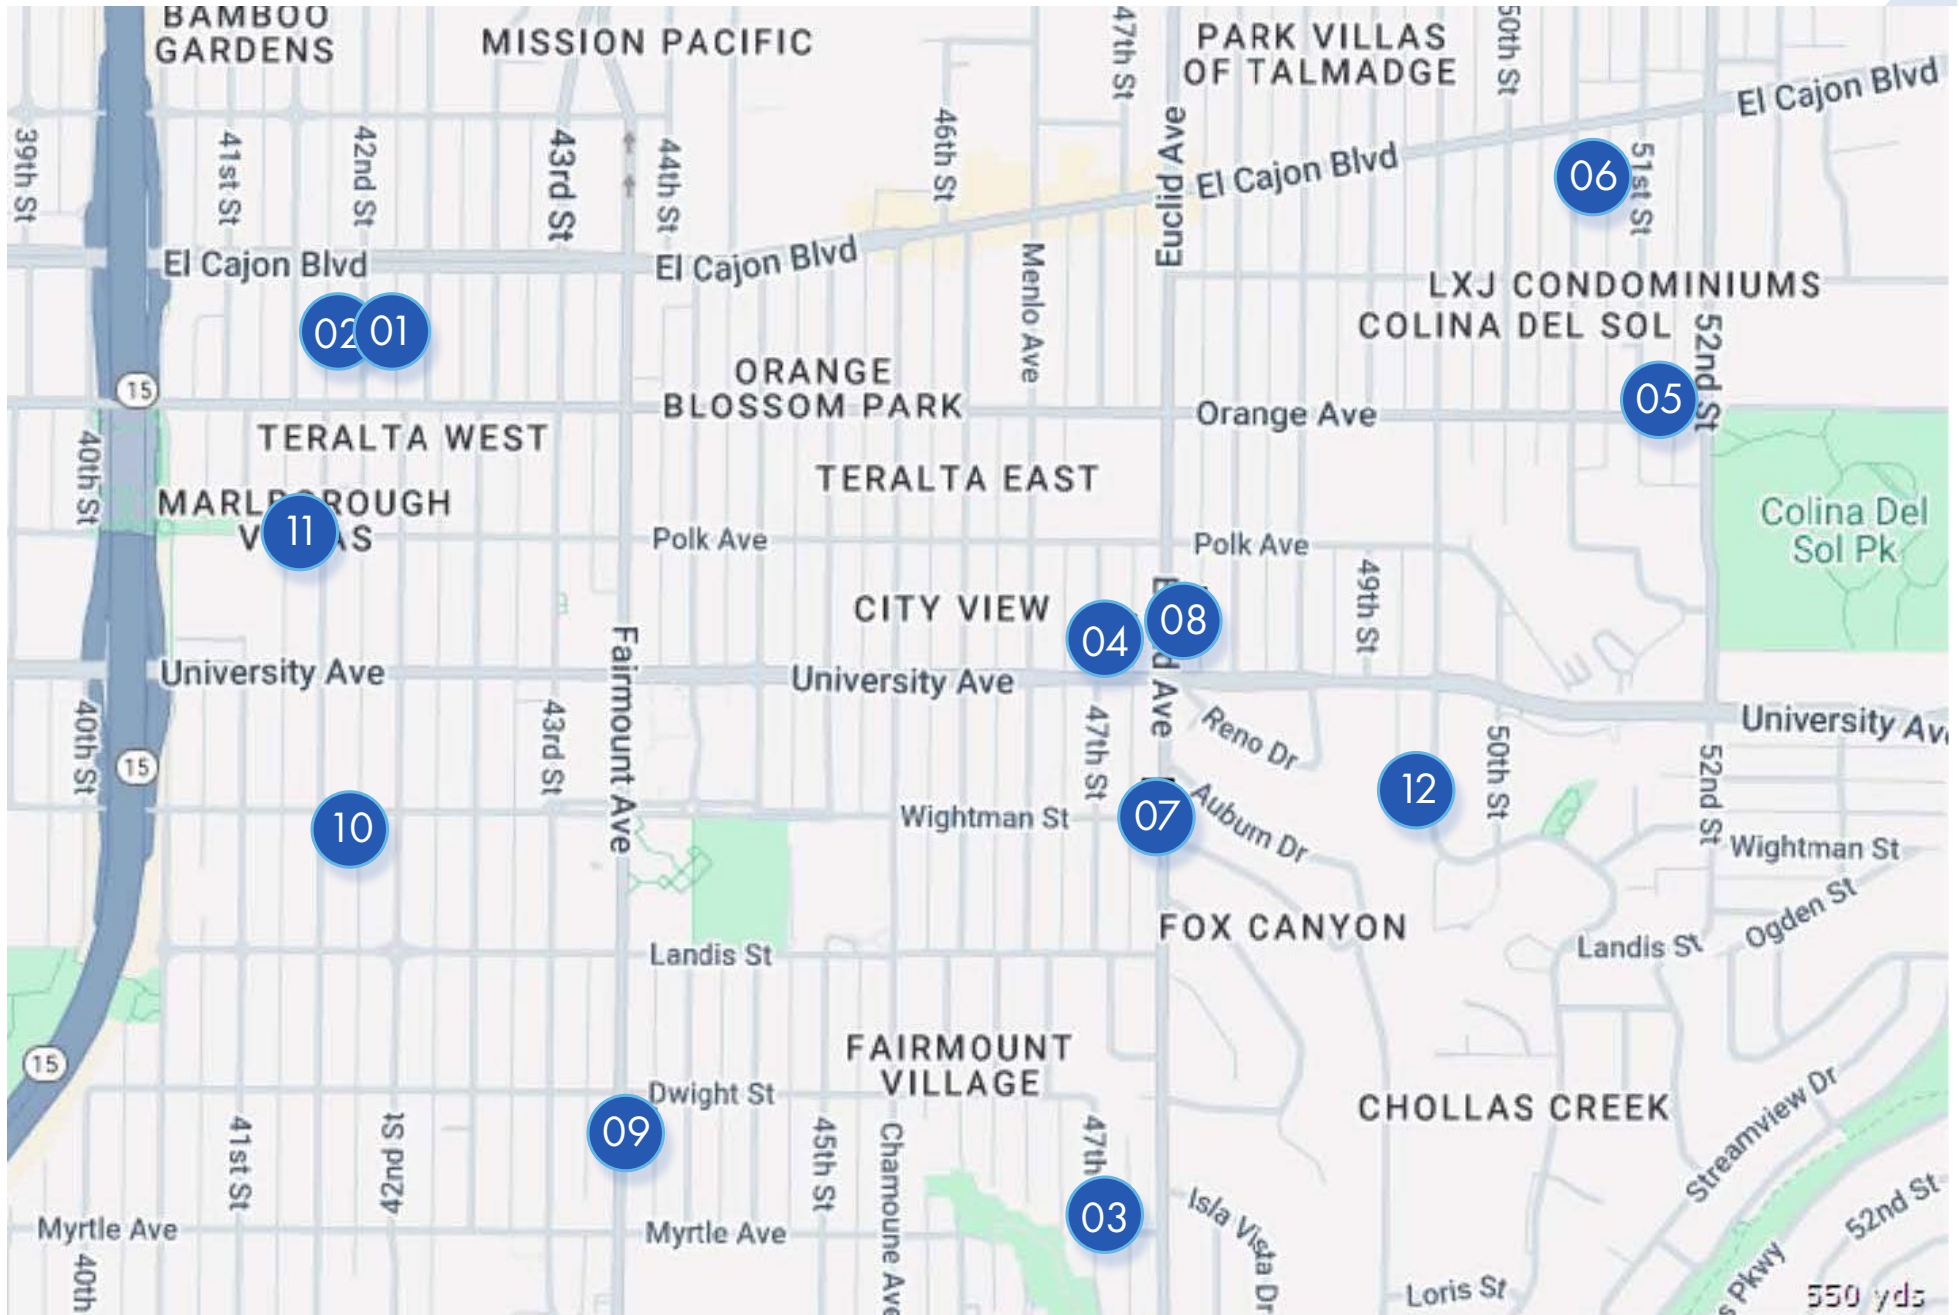 BAMBOO
GARDENS
MISSION PACIFIC
47th St
PARK VILLAS
OF TALMADGE
50th St
El Cajon Blvd
39th St
41st St
42nd St
43rd St
44th St
46th St
Euclid Ave
El Cajon Blvd
06
51st St
El Cajon Blvd
El Cajon Blvd
Menlo Ave
LXJ CONDOMINIUMS
COLINA DEL SOL
52nd St
02
01
15
ORANGE
BLOSSOM PARK
Orange Ave
05
40th St
TERALTA WEST
TERALTA EAST
MARLBOROUGH
11
Polk Ave
Polk Ave
Colina Del
Sol Pk
CITY VIEW
04
08
49th St
Fairmount Ave
University Ave
University Ave
Ave
40th St
43rd St
47th St
Reno Dr
50th St
University Av
52nd St
15
12
10
Wightman St
07
Auburn Dr
Wightman St
Ogden St
Landis St
FOX CANYON
Landis St
15
FAIRMOUNT
VILLAGE
Dwight St
09
CHOLLAS CREEK
41st St
42nd St
45th St
Chamoune Ave
47th
03
Streamview Dr
52nd St
Isla Vista Dr
Myrtle Ave
Myrtle Ave
40th
Loris St
s Pkwy
550 yds